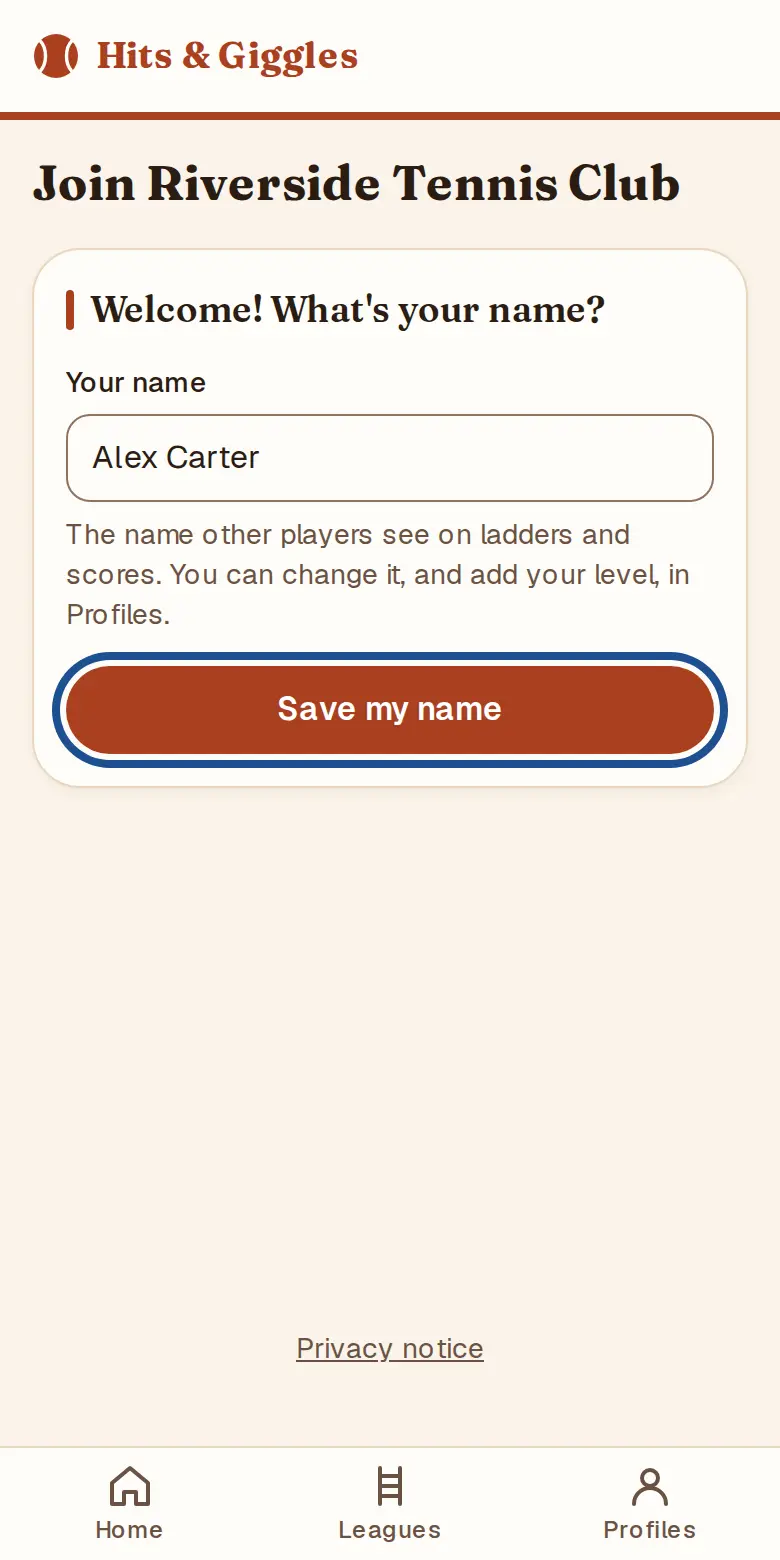 Hits & Giggles
Join Riverside Tennis Club
Welcome! What's your name?
Your name
Alex Carter
The name other players see on ladders and
scores. You can change it, and add your level, in
Profiles.
Save my name
Privacy notice
Home
Leagues
Profiles